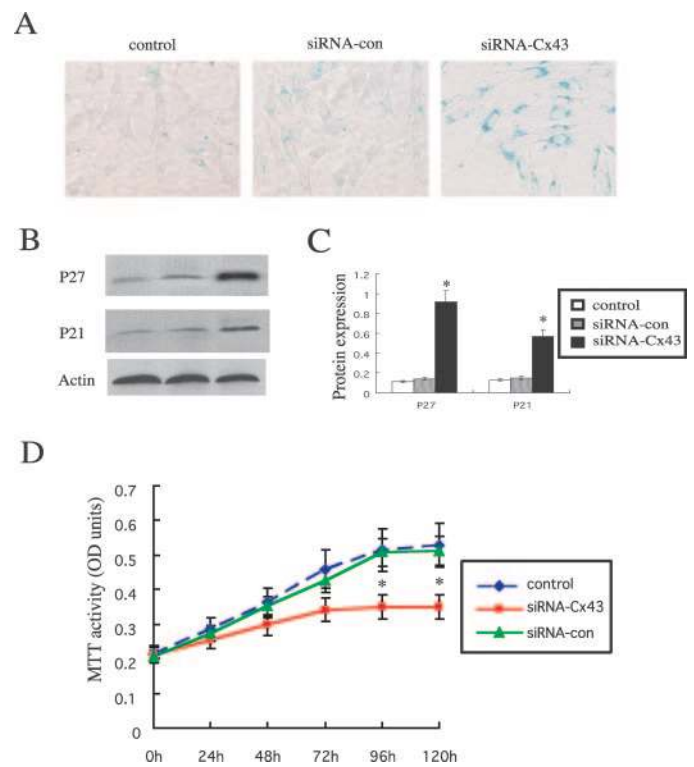 A
control siRNA-con siRNA-Cx43
B
P27
P21
Actin
C
Protein expression
1.2
1
0.8
0.6
0.4
0.2
0
*
*
P27 P21
control
siRNA-con
siRNA-Cx43
D
MTT activity (OD units)
0.7
0.6
0.5
0.4
0.3
0.2
0.1
0
* *
0h 24h 48h 72h 96h 120h
control
siRNA-Cx43
siRNA-con